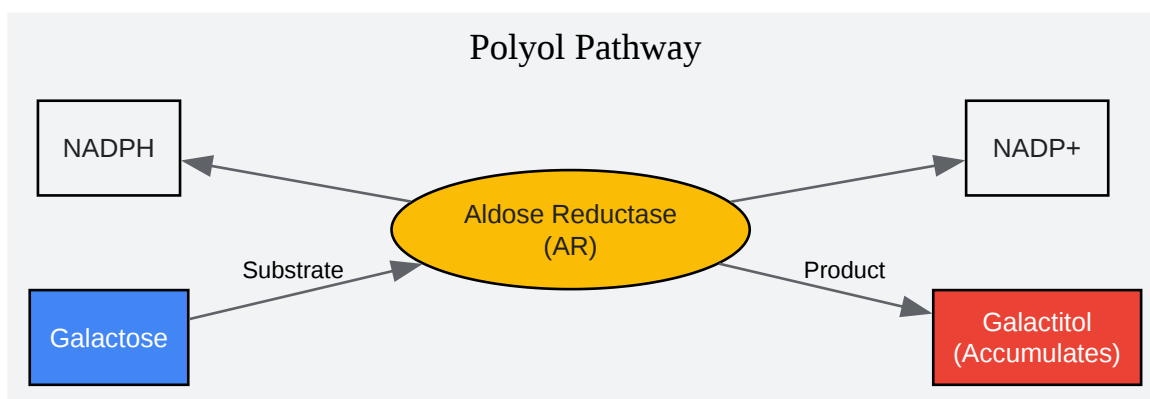 Polyol Pathway
NADPH
NADP+
Aldose Reductase
(AR)
Substrate
Product
Galactose
Galactitol
(Accumulates)